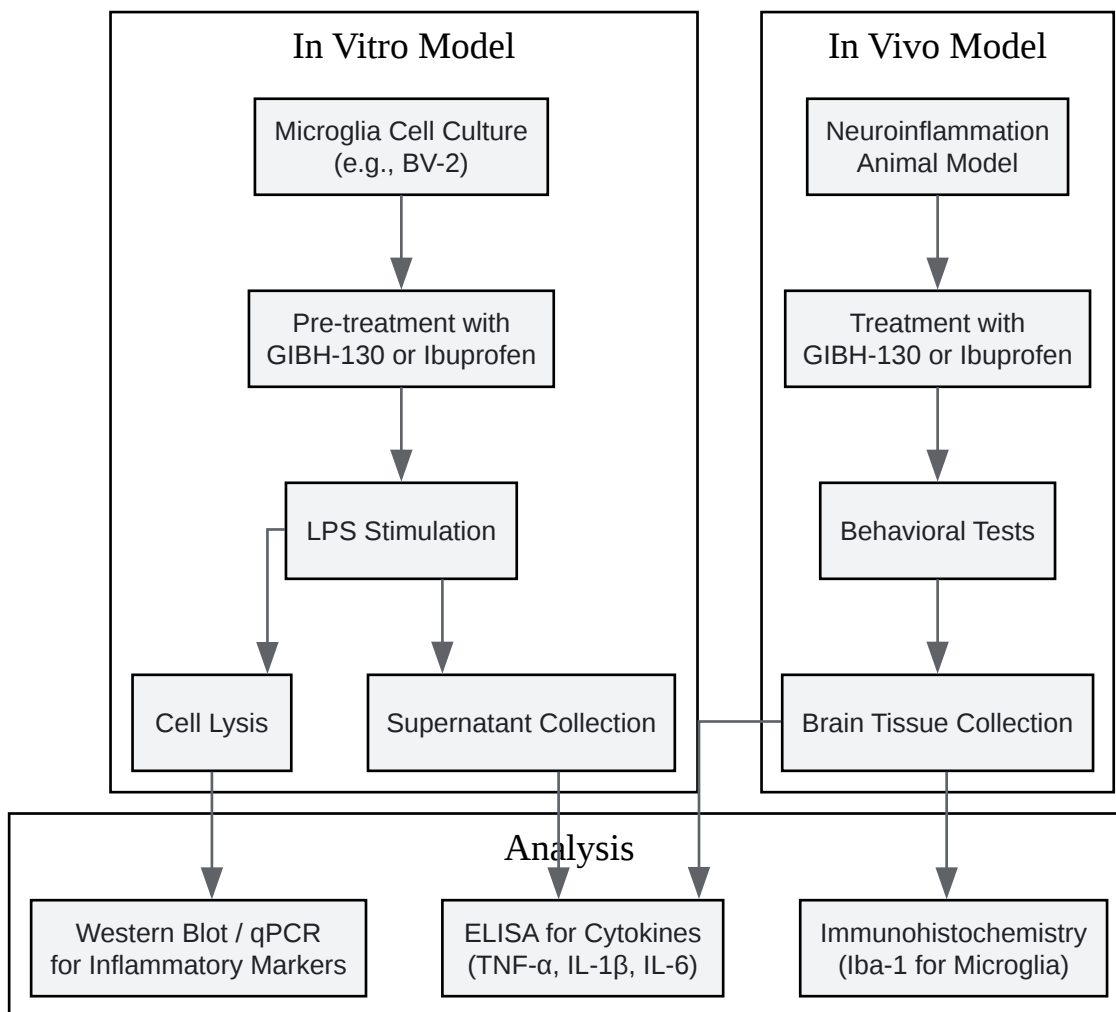 In Vitro Model
Microglia Cell Culture
(e.g., BV-2)
Pre-treatment with
GIBH-130 or Ibuprofen
LPS Stimulation
Cell Lysis
Supernatant Collection
In Vivo Model
Neuroinflammation
Animal Model
Treatment with
GIBH-130 or Ibuprofen
Behavioral Tests
Brain Tissue Collection
Analysis
Western Blot / qPCR
for Inflammatory Markers
ELISA for Cytokines
(TNF-α, IL-1β, IL-6)
Immunohistochemistry
(Iba-1 for Microglia)